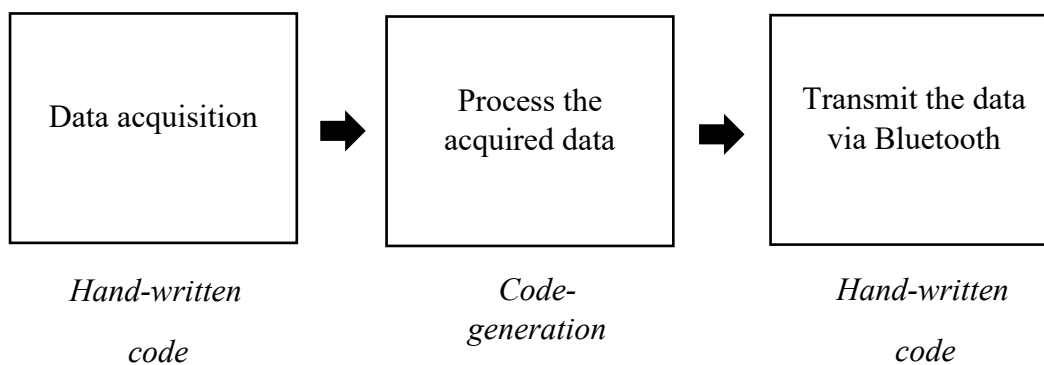 Data acquisition
Process the
acquired data
Transmit the data
via Bluetooth
Hand-written
code
Code-
generation
Hand-written
code